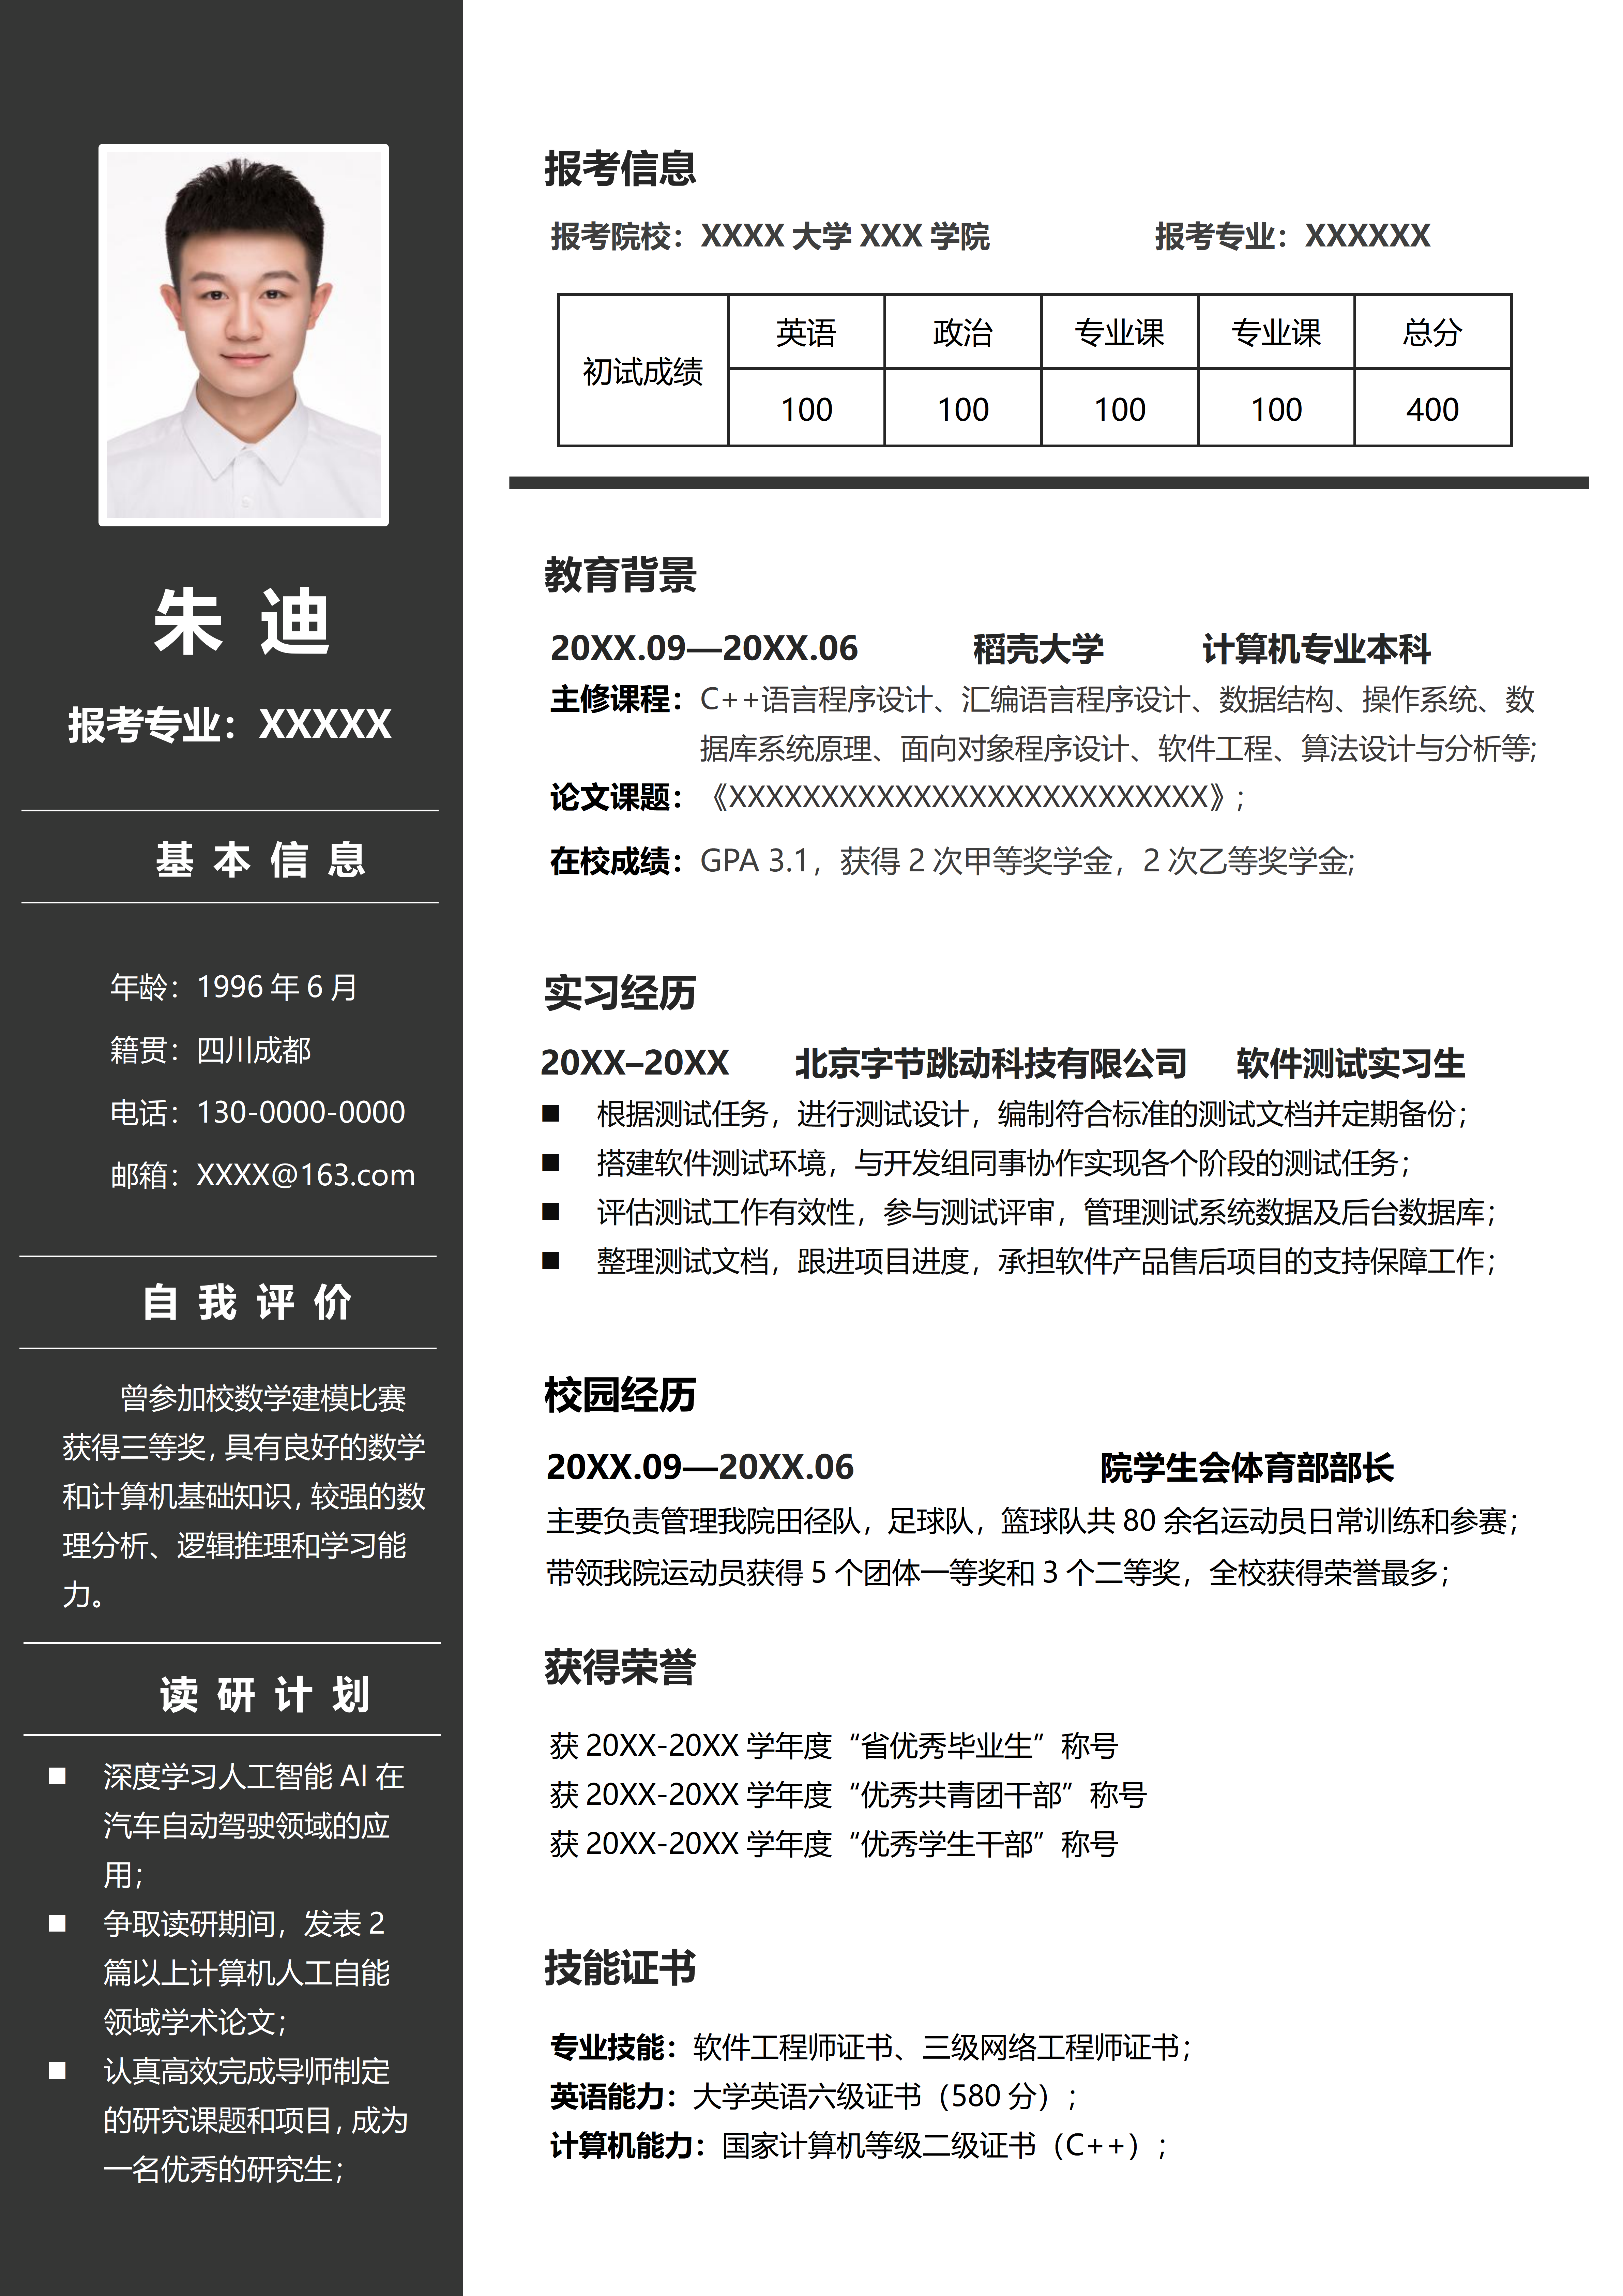 朱 迪
报考专业：XXXXX
基 本 信 息
年龄：1996 年 6 月
籍贯：四川成都
电话：130-0000-0000
邮箱：XXXX@163.com
自 我 评 价
曾参加校数学建模比赛
获得三等奖，具有良好的数学
和计算机基础知识，较强的数
理分析、逻辑推理和学习能
力。
读 研 计 划
■ 深度学习人工智能 AI 在
汽车自动驾驶领域的应
用；
■ 争取读研期间，发表 2
篇以上计算机人工自能
领域学术论文；
■ 认真高效完成导师制定
的研究课题和项目，成为
一名优秀的研究生；
报考信息
报考院校：XXXX 大学 XXX 学院 报考专业：XXXXXX
初试成绩 英语 政治 专业课 专业课 总分
100 100 100 100 400
教育背景
20XX.09—20XX.06 稻壳大学 计算机专业本科
主修课程：C++语言程序设计、汇编语言程序设计、数据结构、操作系统、数
据库系统原理、面向对象程序设计、软件工程、算法设计与分析等;
论文课题：《XXXXXXXXXXXXXXXXXXXXXXXXXX》;
在校成绩：GPA 3.1，获得 2 次甲等奖学金，2 次乙等奖学金;
实习经历
20XX–20XX 北京字节跳动科技有限公司 软件测试实习生
■ 根据测试任务，进行测试设计，编制符合标准的测试文档并定期备份；
■ 搭建软件测试环境，与开发组同事协作实现各个阶段的测试任务；
■ 评估测试工作有效性，参与测试评审，管理测试系统数据及后台数据库；
■ 整理测试文档，跟进项目进度，承担软件产品售后项目的支持保障工作；
校园经历
20XX.09—20XX.06 院学生会体育部部长
主要负责管理我院田径队，足球队，篮球队共 80 余名运动员日常训练和参赛；
带领我院运动员获得 5 个团体一等奖和 3 个二等奖，全校获得荣誉最多；
获得荣誉
获 20XX-20XX 学年度“省优秀毕业生”称号
获 20XX-20XX 学年度“优秀共青团干部”称号
获 20XX-20XX 学年度“优秀学生干部”称号
技能证书
专业技能：软件工程师证书、三级网络工程师证书；
英语能力：大学英语六级证书（580 分）；
计算机能力：国家计算机等级二级证书（C++）；